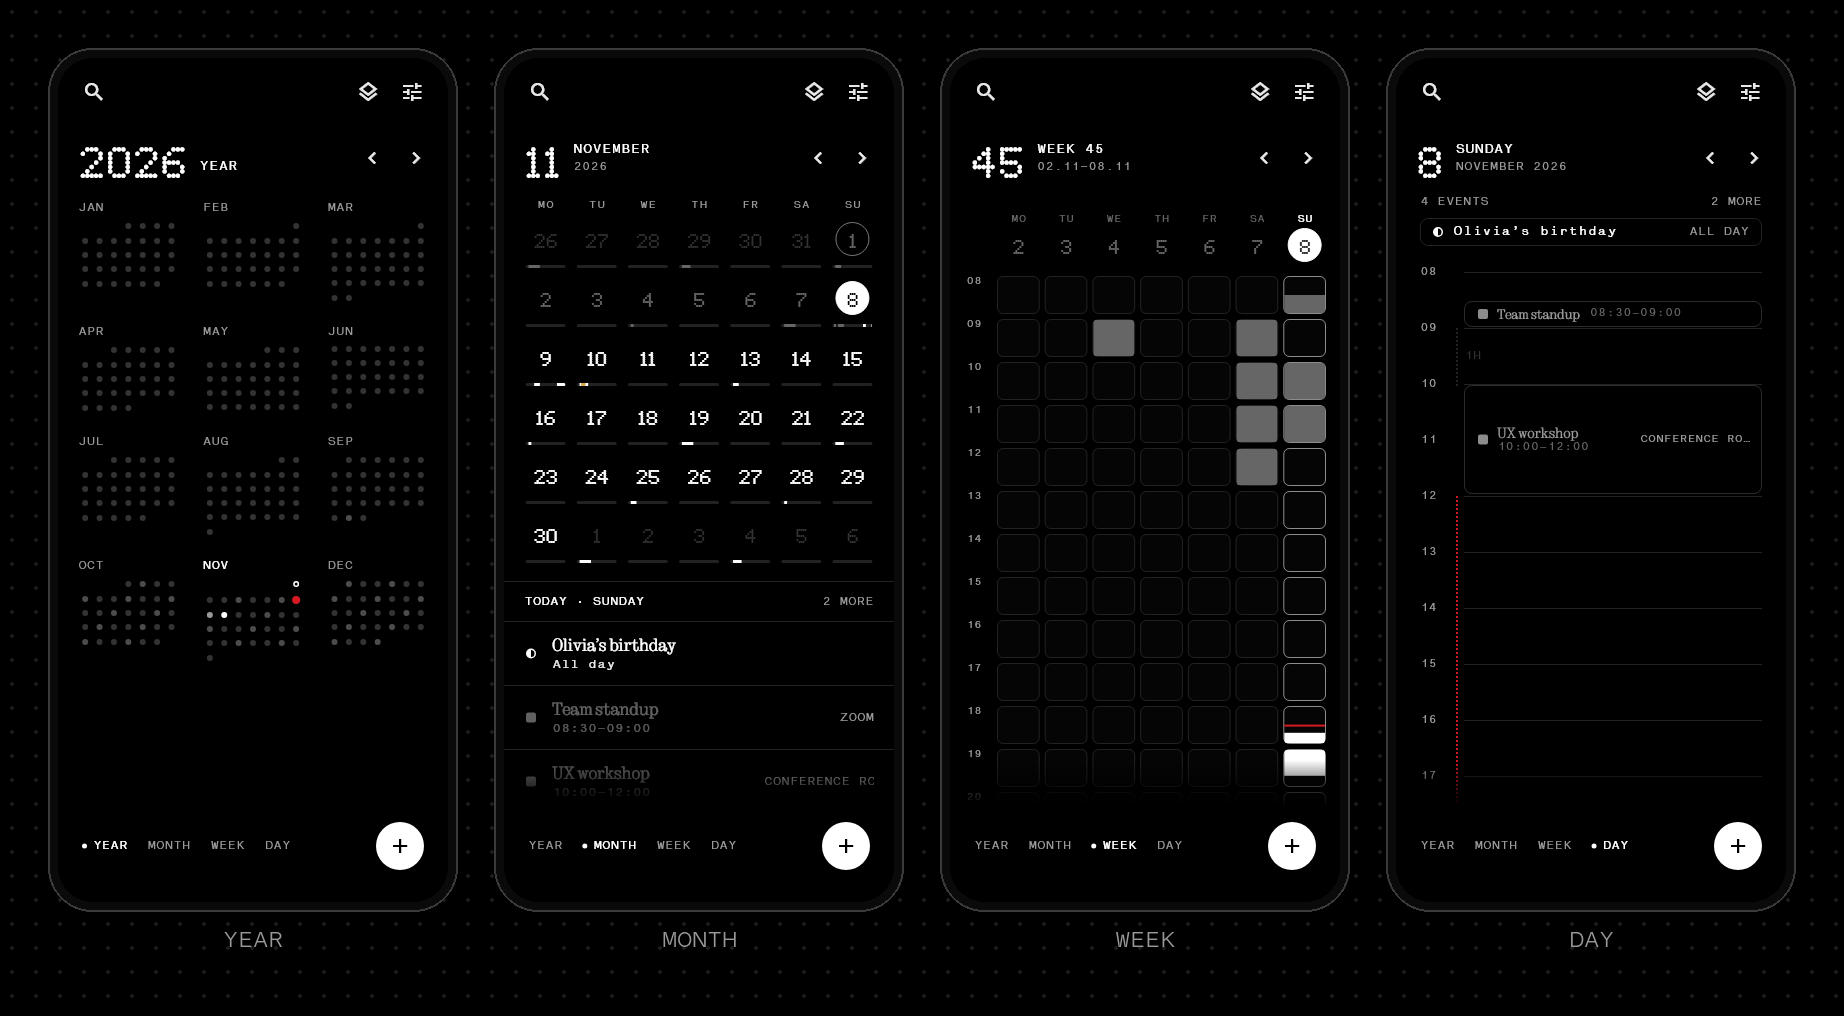 2026 YEAR
JAN FEB MAR
APR MAY JUN
JUL AUG SEP
OCT NOV DEC
YEAR MONTH WEEK DAY
YEAR
11 NOVEMBER
2026
MO TU WE TH FR SA SU
26 27 28 29 30 31 1
2 3 4 5 6 7 8
9 10 11 12 13 14 15
16 17 18 19 20 21 22
23 24 25 26 27 28 29
30 1 2 3 4 5 6
TODAY · SUNDAY 2 MORE
Olivia's birthday
All day
Team standup
08:30–09:00 ZOOM
UX workshop
10:00–12:00 CONFERENCE RO
YEAR MONTH WEEK DAY
MONTH
45 WEEK 45
02.11–08.11
MO TU WE TH FR SA SU
2 3 4 5 6 7 8
08
09
10
11
12
13
14
15
16
17
18
19
20
YEAR MONTH WEEK DAY
WEEK
8 SUNDAY
NOVEMBER 2026
4 EVENTS 2 MORE
Olivia's birthday ALL DAY
08
Team standup 08:30–09:00
09
1H
10
UX workshop
10:00–12:00 CONFERENCE RO…
11
12
13
14
15
16
17
YEAR MONTH WEEK DAY
DAY